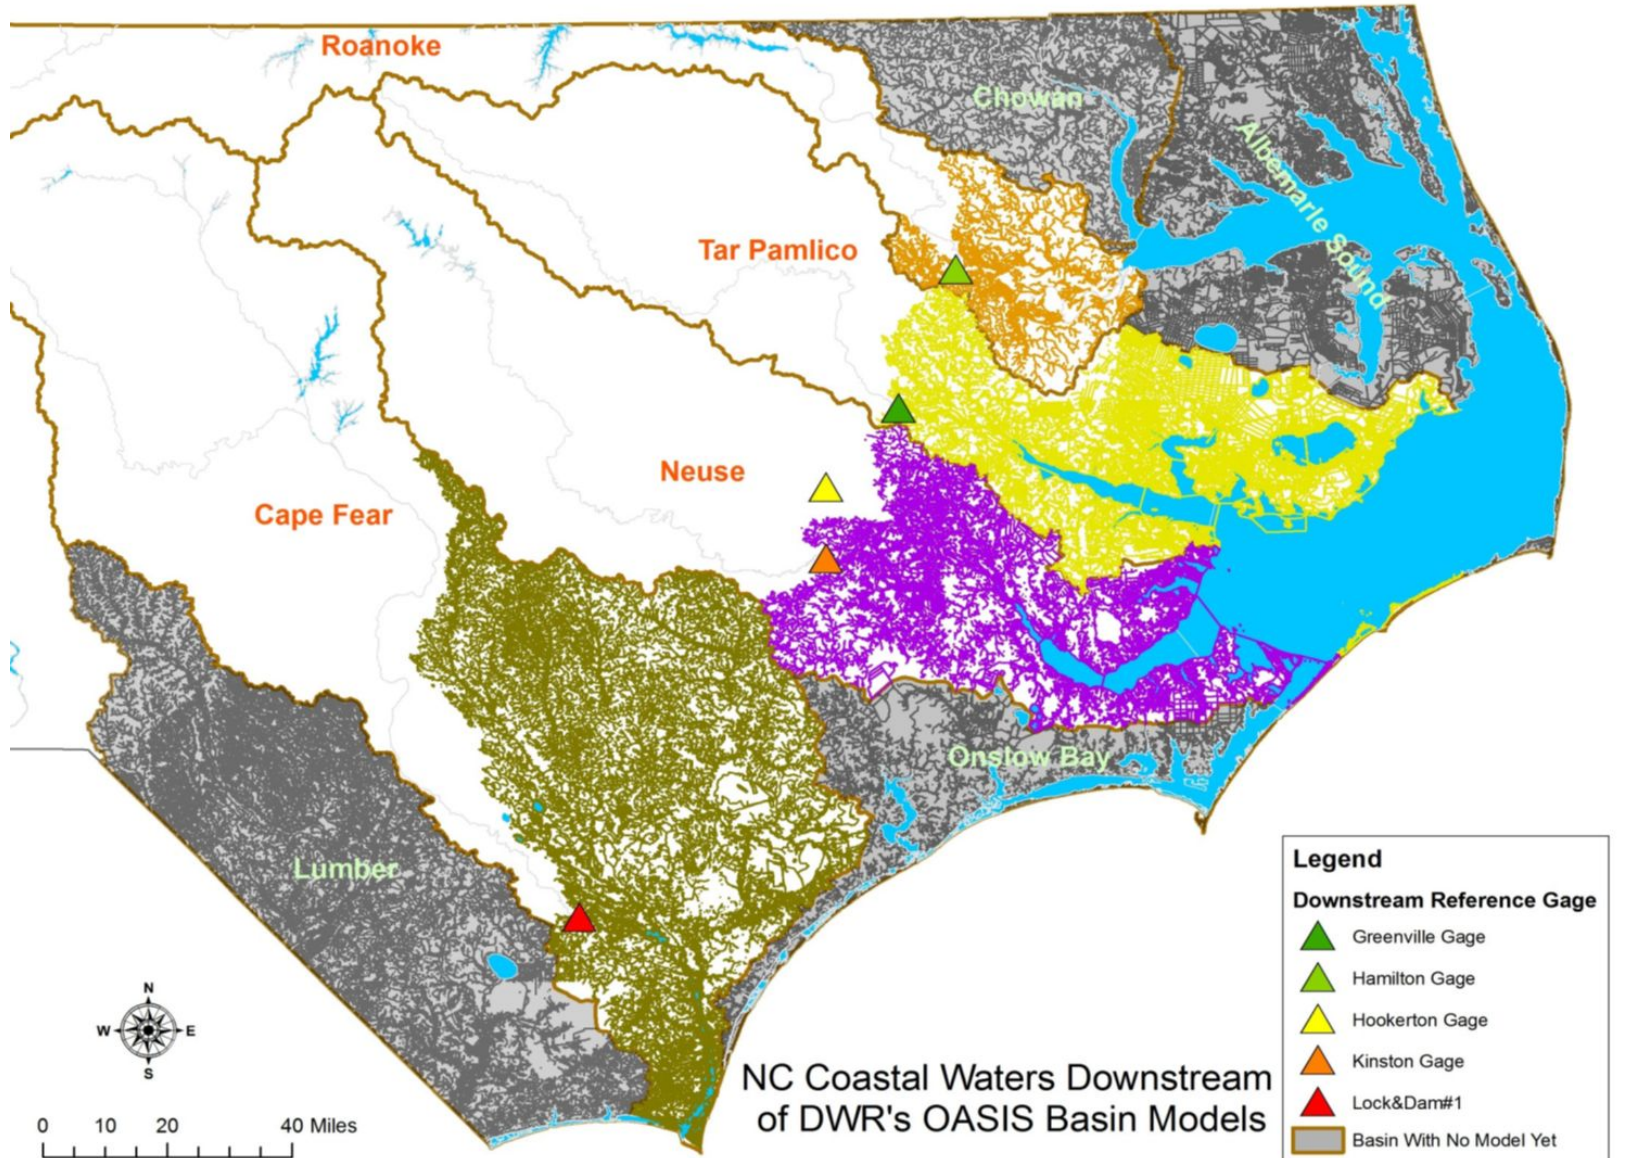 Roanoke
Chowan
Albemarle Sound
Tar Pamlico
Neuse
Cape Fear
Onslow Bay
Lumber
N
W E
S
0 10 20 40 Miles
NC Coastal Waters Downstream
of DWR's OASIS Basin Models
Legend
Downstream Reference Gage
Greenville Gage
Hamilton Gage
Hookerton Gage
Kinston Gage
Lock&Dam#1
Basin With No Model Yet